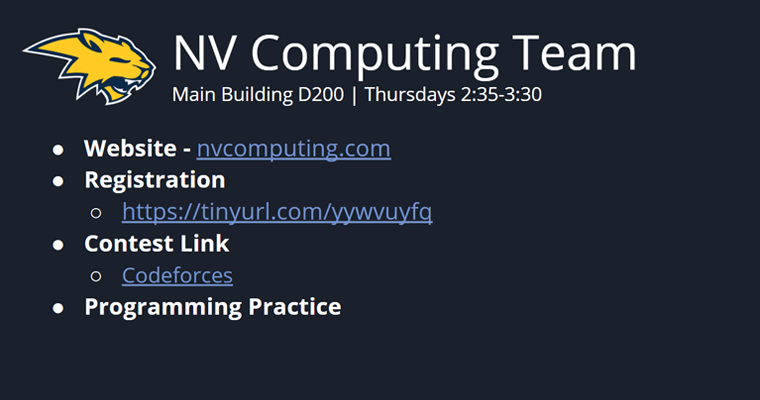 NV Computing Team
Main Building D200 | Thursdays 2:35-3:30
● Website - nvcomputing.com
● Registration
○ https://tinyurl.com/yywvuyfq
● Contest Link
○ Codeforces
● Programming Practice